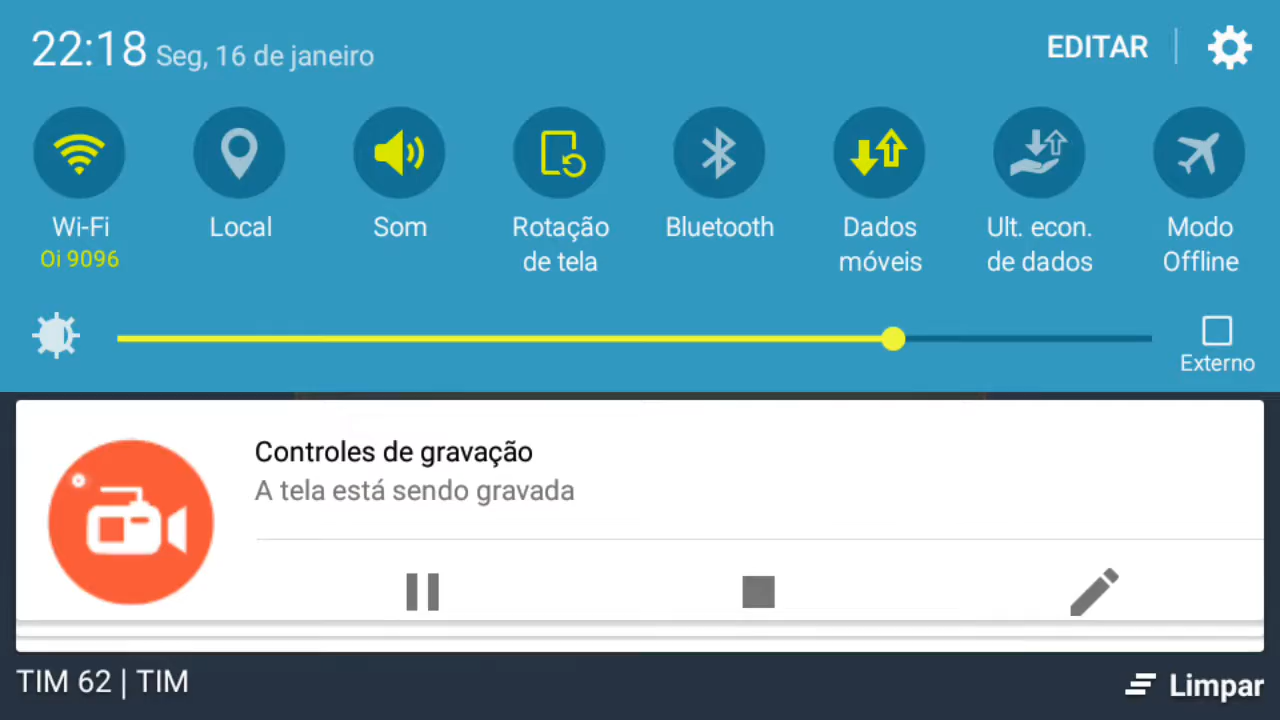 22:18 Seg, 16 de janeiro EDITAR
Wi-Fi Local Som Rotação Bluetooth Dados Ult. econ. Modo
Oi 9096 de tela móveis de dados Offline
Externo
Controles de gravação
A tela está sendo gravada
TIM 62 | TIM Limpar